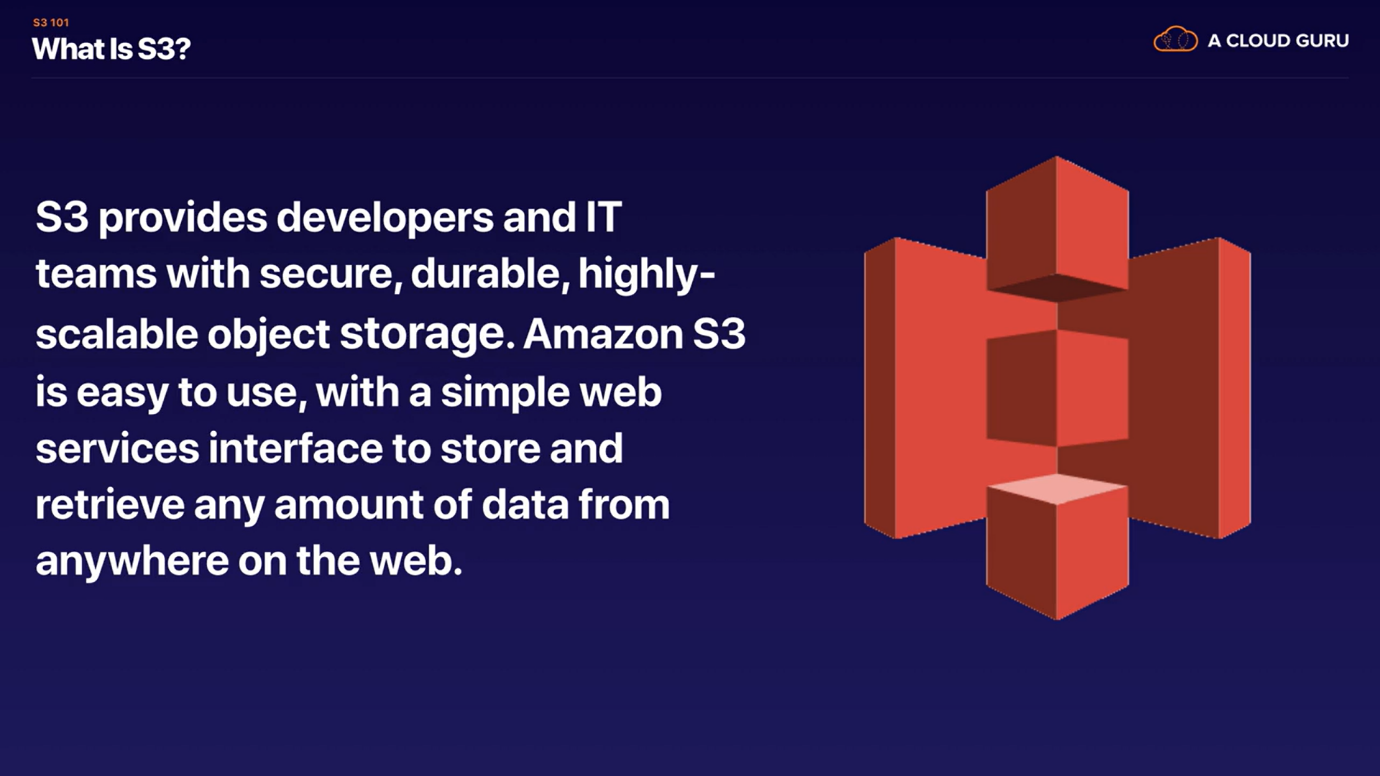 S3 101
What Is S3?
A CLOUD GURU
S3 provides developers and IT
teams with secure, durable, highly-
scalable object storage. Amazon S3
is easy to use, with a simple web
services interface to store and
retrieve any amount of data from
anywhere on the web.